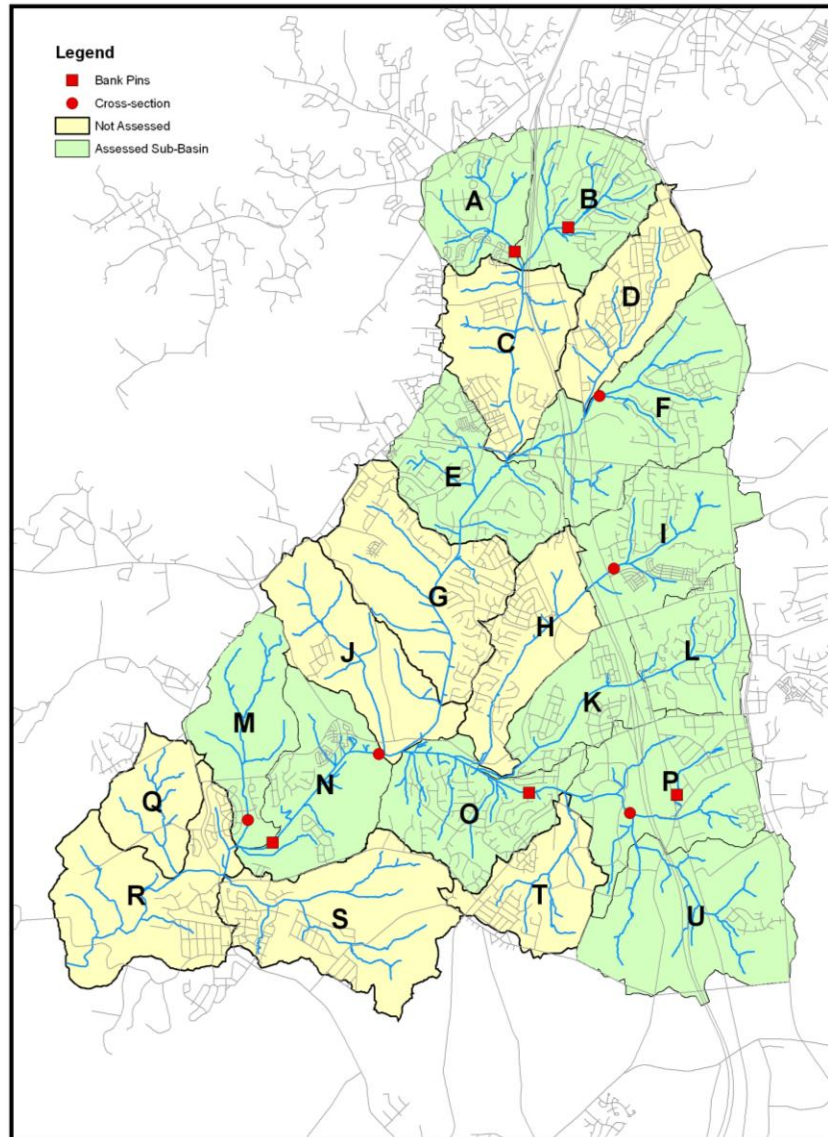 Legend
Bank Pins
Cross-section
Not Assessed
Assessed Sub-Basin
A
B
D
C
F
E
I
G
H
J
L
K
M
N
P
Q
O
T
R
S
U